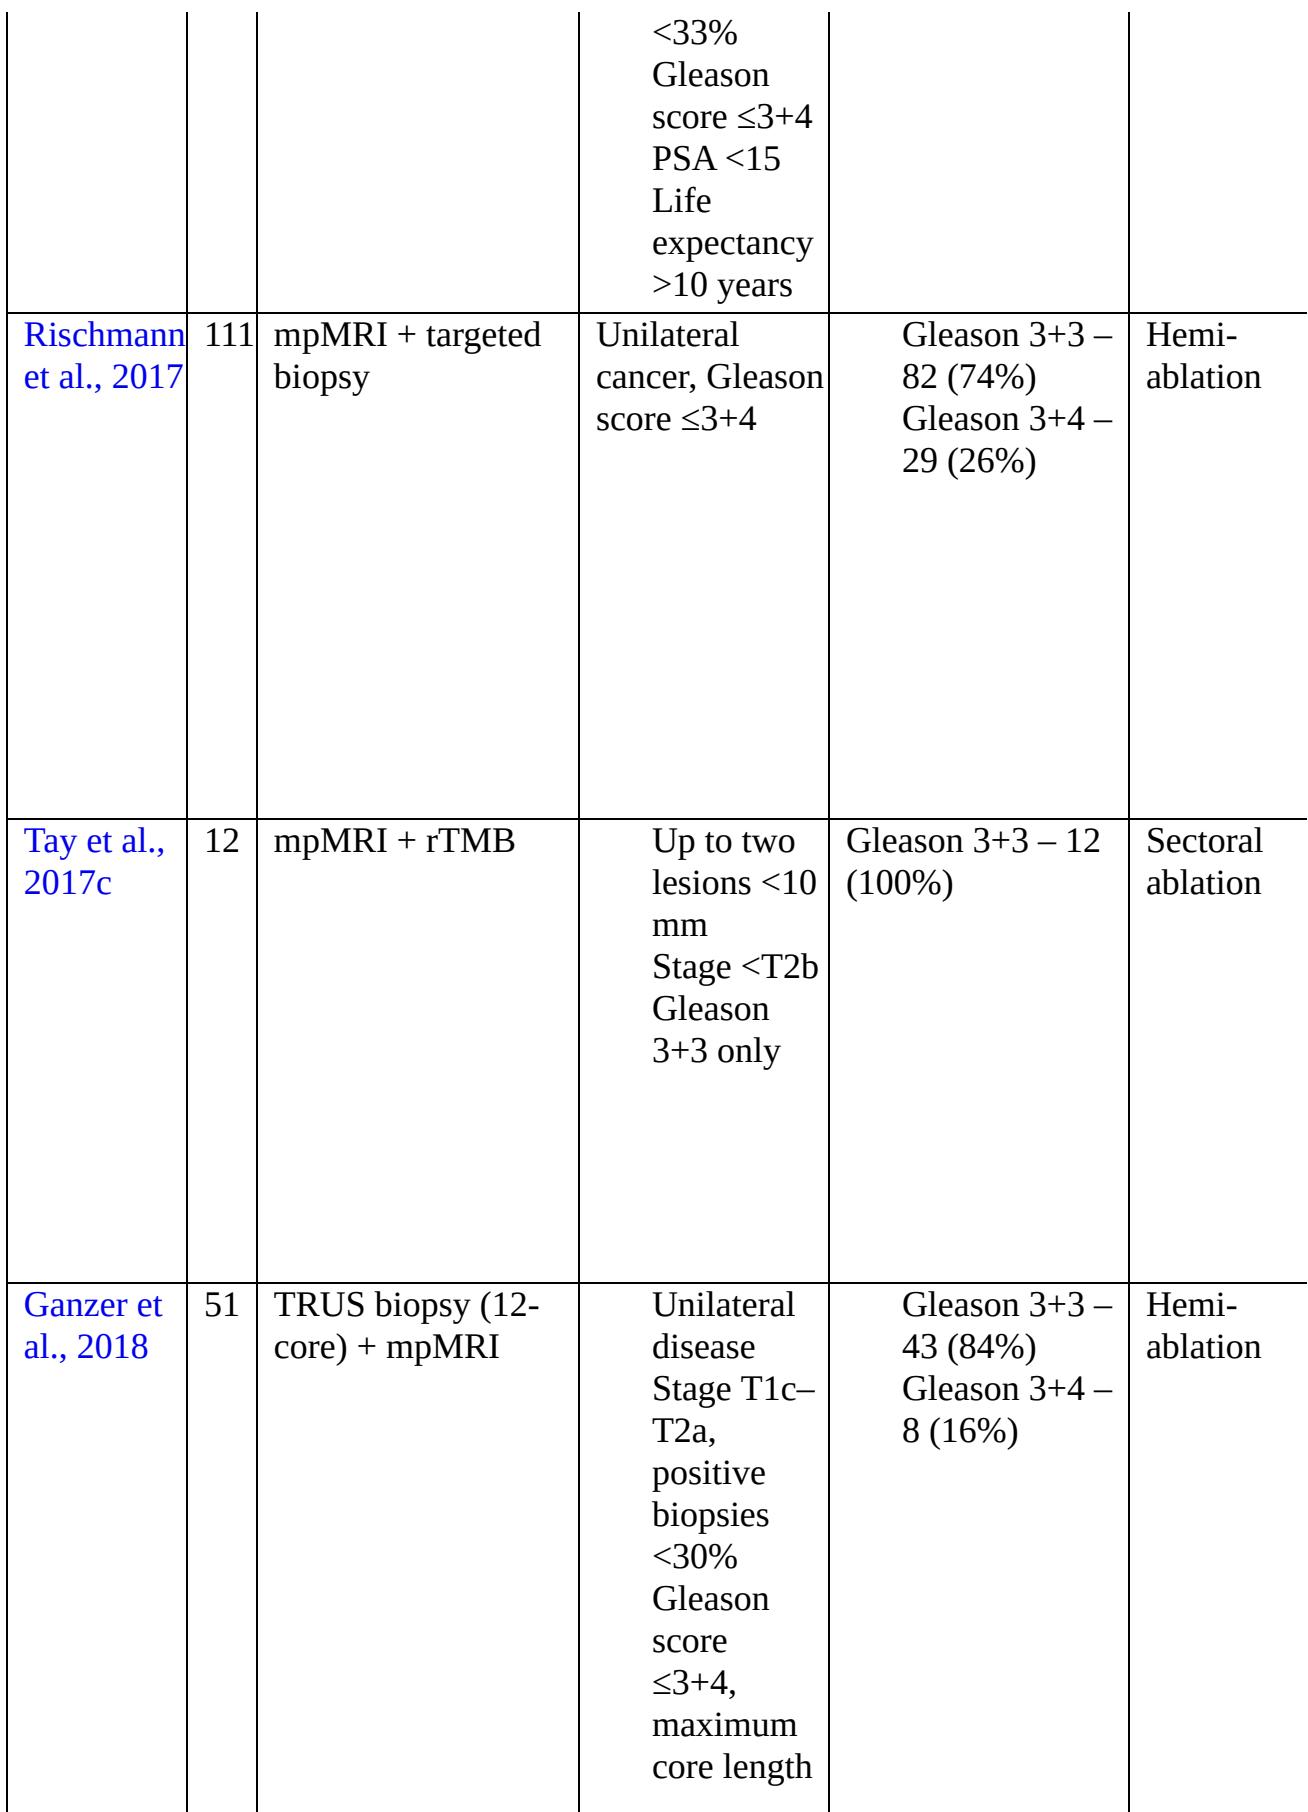 <33%
Gleason
score ≤3+4
PSA <15
Life
expectancy
>10 years
Rischmann
et al., 2017
111
mpMRI + targeted
biopsy
Unilateral
cancer, Gleason
score ≤3+4
Gleason 3+3 –
82 (74%)
Gleason 3+4 –
29 (26%)
Hemi-
ablation
Tay et al.,
2017c
12
mpMRI + rTMB
Up to two
lesions <10
mm
Stage <T2b
Gleason
3+3 only
Gleason 3+3 – 12
(100%)
Sectoral
ablation
Ganzer et
al., 2018
51
TRUS biopsy (12-
core) + mpMRI
Unilateral
disease
Stage T1c–
T2a,
positive
biopsies
<30%
Gleason
score
≤3+4,
maximum
core length
Gleason 3+3 –
43 (84%)
Gleason 3+4 –
8 (16%)
Hemi-
ablation